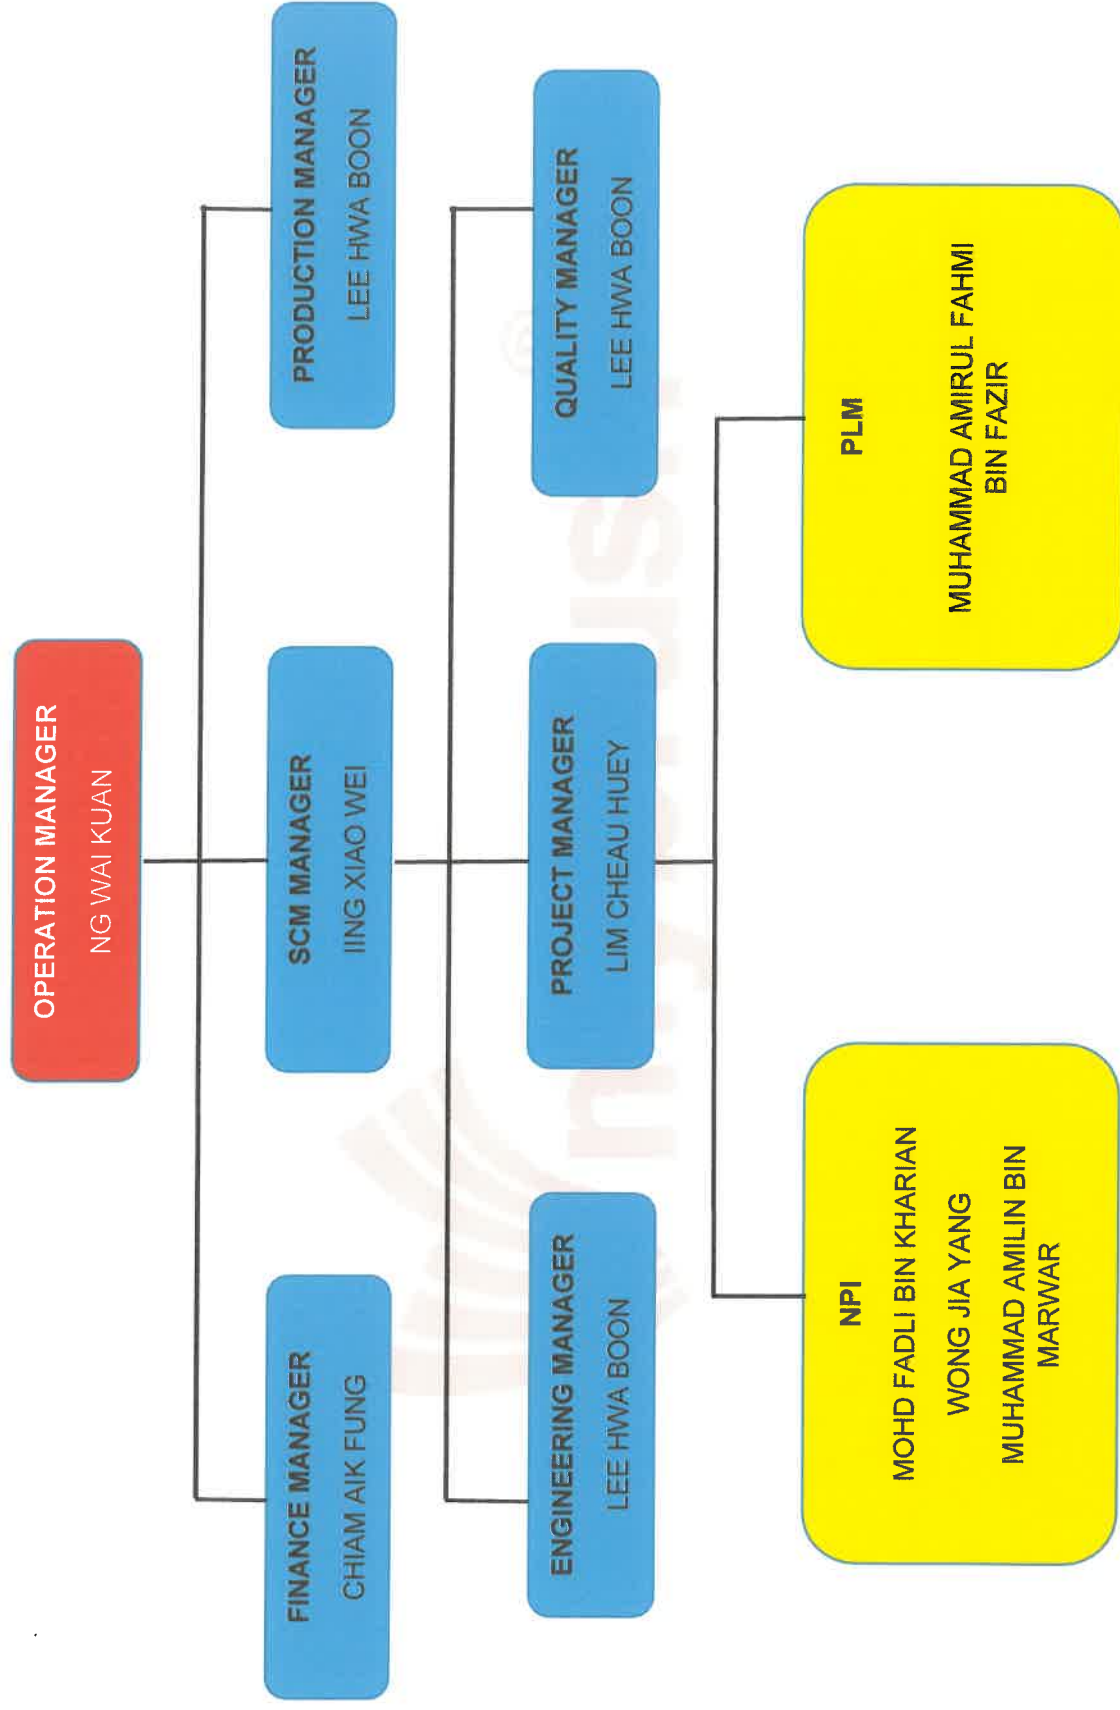 OPERATION MANAGER
NG WAI KUAN
FINANCE MANAGER
CHIAM AIK FUNG
SCM MANAGER
IING XIAO WEI
PRODUCTION MANAGER
LEE HWA BOON
ENGINEERING MANAGER
LEE HWA BOON
PROJECT MANAGER
LIM CHEAU HUEY
QUALITY MANAGER
LEE HWA BOON
NPI
MOHD FADLI BIN KHARIAN
WONG JIA YANG
MUHAMMAD AMILIN BIN
MARWAR
PLM
MUHAMMAD AMIRUL FAHMI
BIN FAZIR